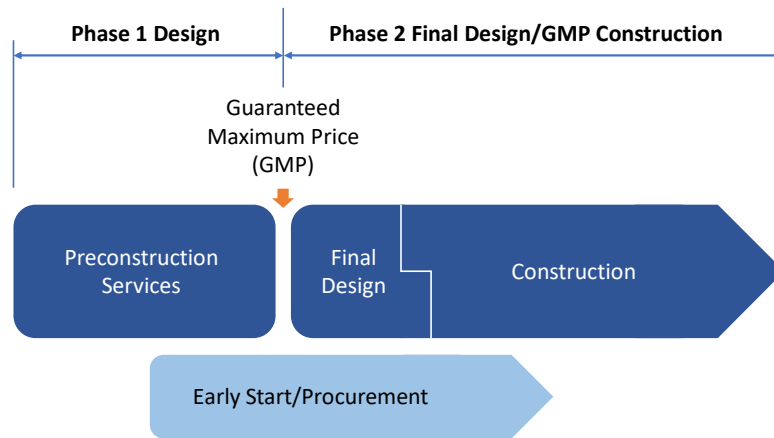 Phase 1 Design
Phase 2 Final Design/GMP Construction
Guaranteed
Maximum Price
(GMP)
Preconstruction
Services
Final
Design
Construction
Early Start/Procurement